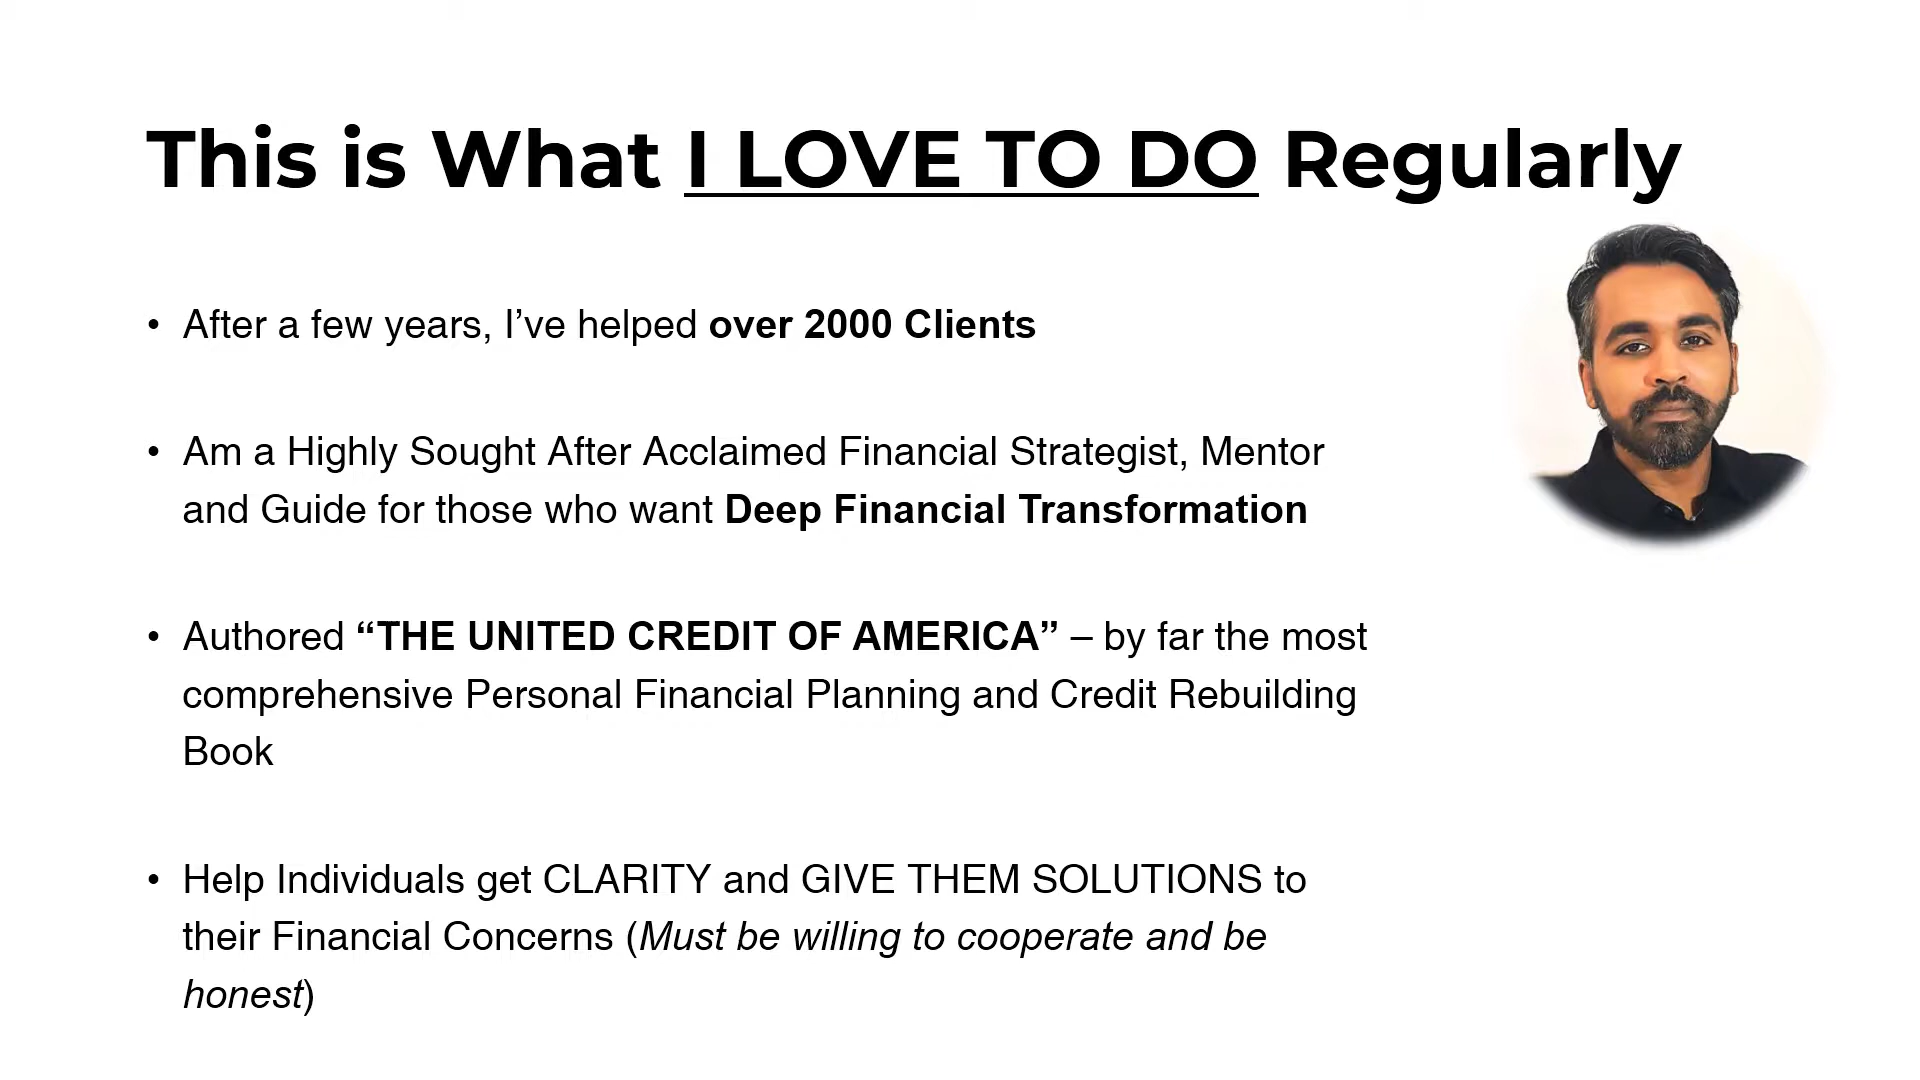 This is What I LOVE TO DO Regularly
• After a few years, I’ve helped over 2000 Clients
• Am a Highly Sought After Acclaimed Financial Strategist, Mentor
and Guide for those who want Deep Financial Transformation
• Authored “THE UNITED CREDIT OF AMERICA” – by far the most
comprehensive Personal Financial Planning and Credit Rebuilding
Book
• Help Individuals get CLARITY and GIVE THEM SOLUTIONS to
their Financial Concerns (Must be willing to cooperate and be
honest)